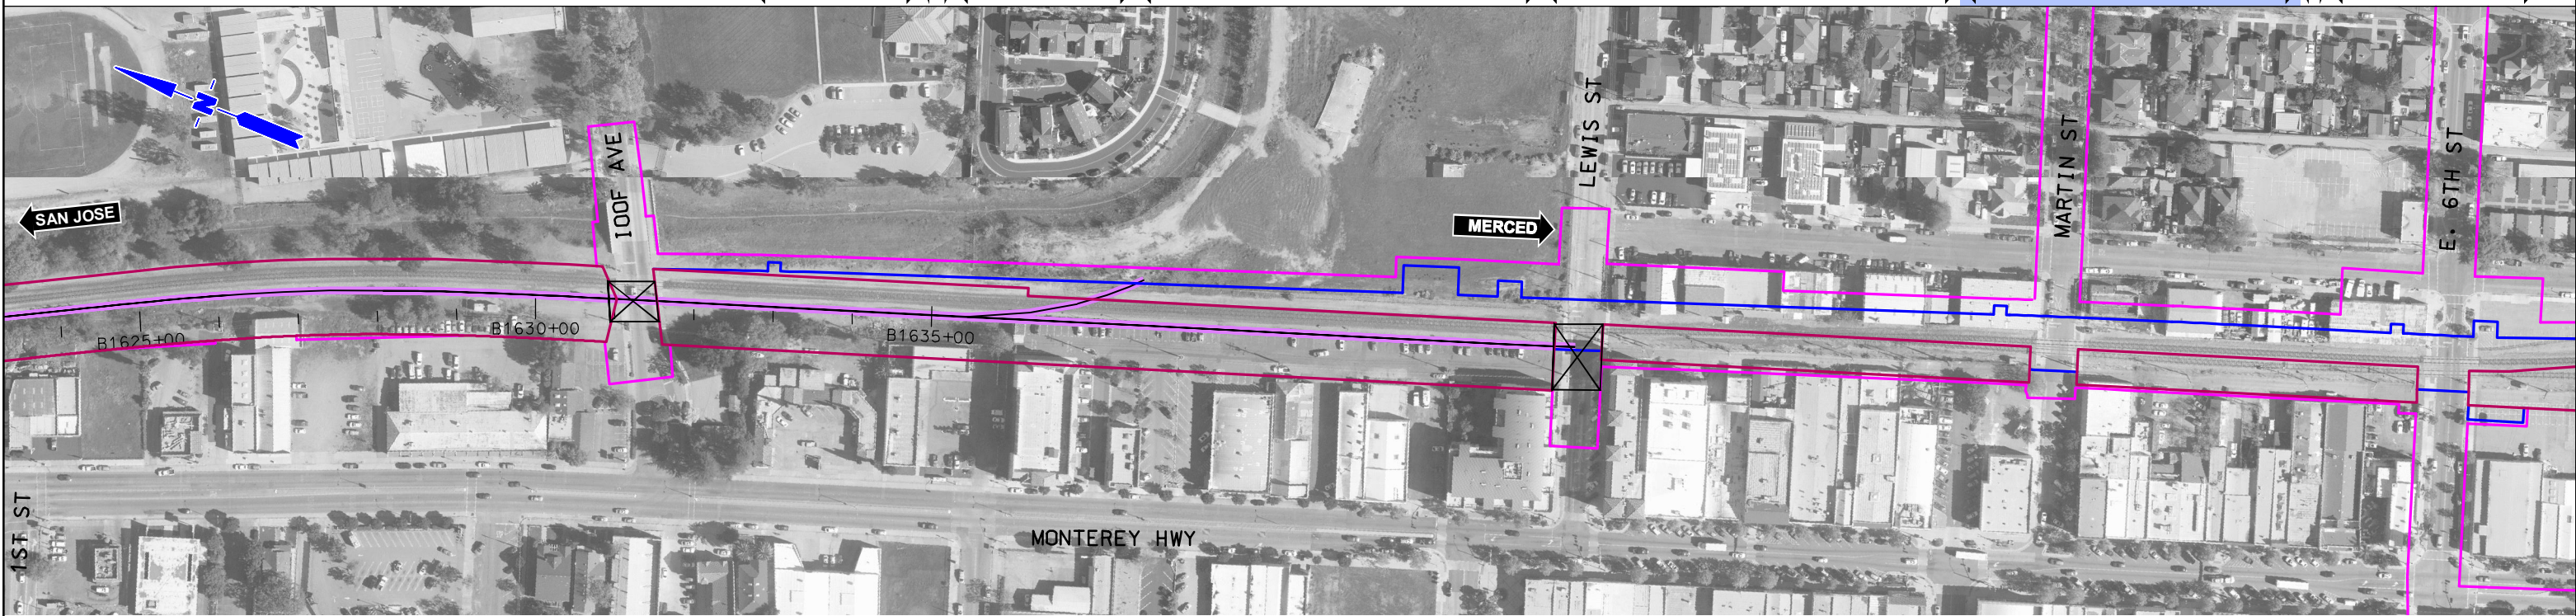 N
SAN JOSE
IOOF AVE
MERCED
LEWIS ST
MARTIN ST
E. 6TH ST
B1625+00
B1630+00
B1635+00
1ST ST
MONTEREY HWY